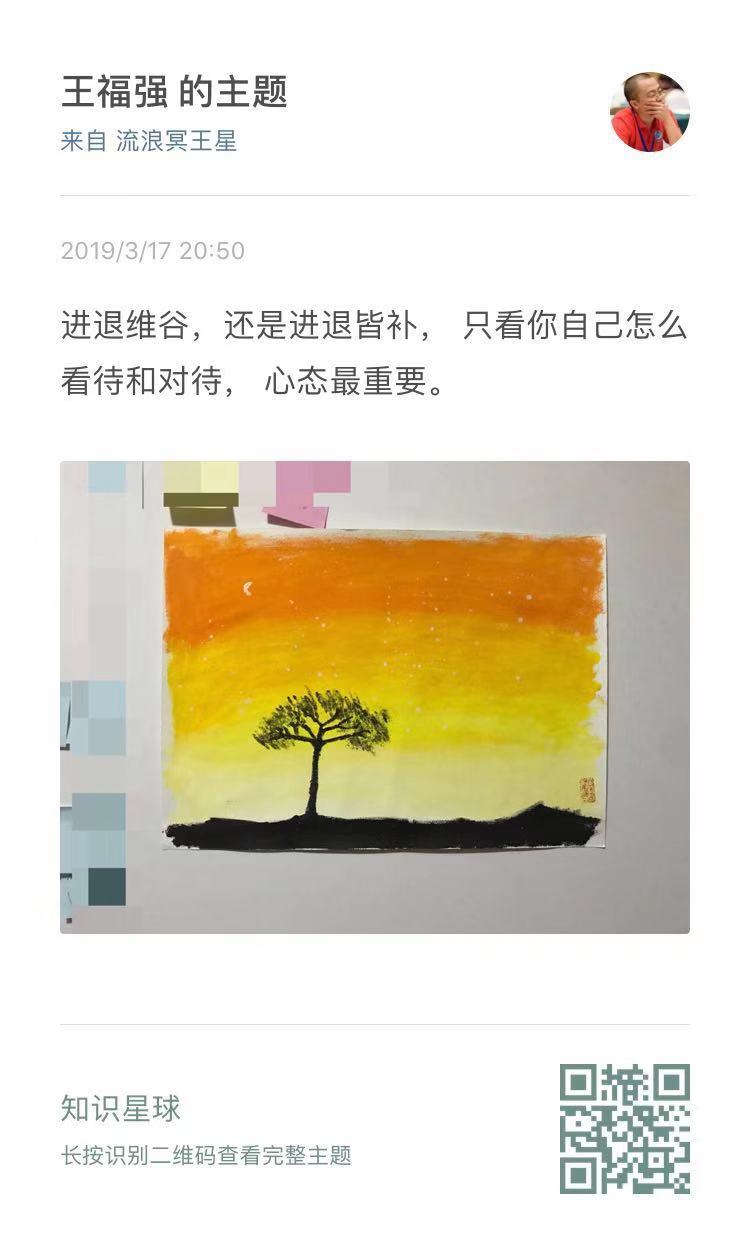 王福强 的主题
来自 流浪冥王星
2019/3/17 20:50
进退维谷，还是进退皆补， 只看你自己怎么
看待和对待， 心态最重要。
知识星球
长按识别二维码查看完整主题